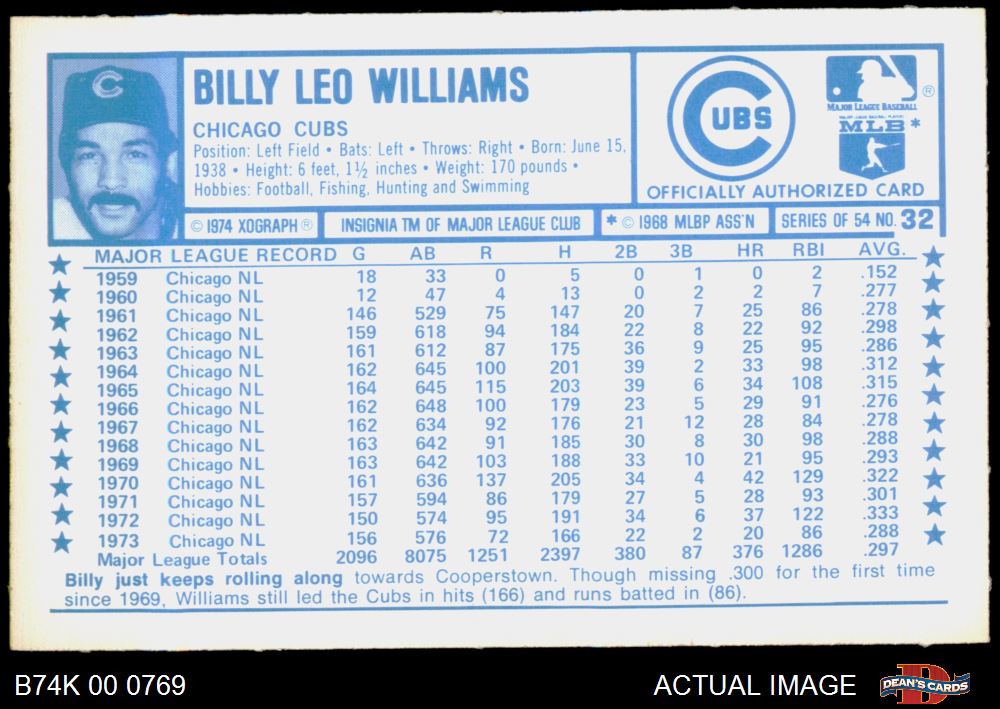 C
BILLY LEO WILLIAMS
CHICAGO CUBS
Position: Left Field • Bats: Left • Throws: Right • Born: June 15,
1938 • Height: 6 feet, 1½ inches • Weight: 170 pounds •
Hobbies: Football, Fishing, Hunting and Swimming
CUBS
®
MAJOR LEAGUE BASEBALL
MLB *
OFFICIALLY AUTHORIZED CARD
© 1974 XOGRAPH ® INSIGNIA TM OF MAJOR LEAGUE CLUB * © 1968 MLBP ASS'N SERIES OF 54 NO. 32
MAJOR LEAGUE RECORD G AB R H 2B 3B HR RBI AVG.
1959 Chicago NL 18 33 0 5 0 1 0 2 .152
1960 Chicago NL 12 47 4 13 0 2 2 7 .277
1961 Chicago NL 146 529 75 147 20 7 25 86 .278
1962 Chicago NL 159 618 94 184 22 8 22 92 .298
1963 Chicago NL 161 612 87 175 36 9 25 95 .286
1964 Chicago NL 162 645 100 201 39 2 33 98 .312
1965 Chicago NL 164 645 115 203 39 6 34 108 .315
1966 Chicago NL 162 648 100 179 23 5 29 91 .276
1967 Chicago NL 162 634 92 176 21 12 28 84 .278
1968 Chicago NL 163 642 91 185 30 8 30 98 .288
1969 Chicago NL 163 642 103 188 33 10 21 95 .293
1970 Chicago NL 161 636 137 205 34 4 42 129 .322
1971 Chicago NL 157 594 86 179 27 5 28 93 .301
1972 Chicago NL 150 574 95 191 34 6 37 122 .333
1973 Chicago NL 156 576 72 166 22 2 20 86 .288
Major League Totals 2096 8075 1251 2397 380 87 376 1286 .297
Billy just keeps rolling along towards Cooperstown. Though missing .300 for the first time
since 1969, Williams still led the Cubs in hits (166) and runs batted in (86).
B74K 00 0769 ACTUAL IMAGE
D
DEAN'S CARDS